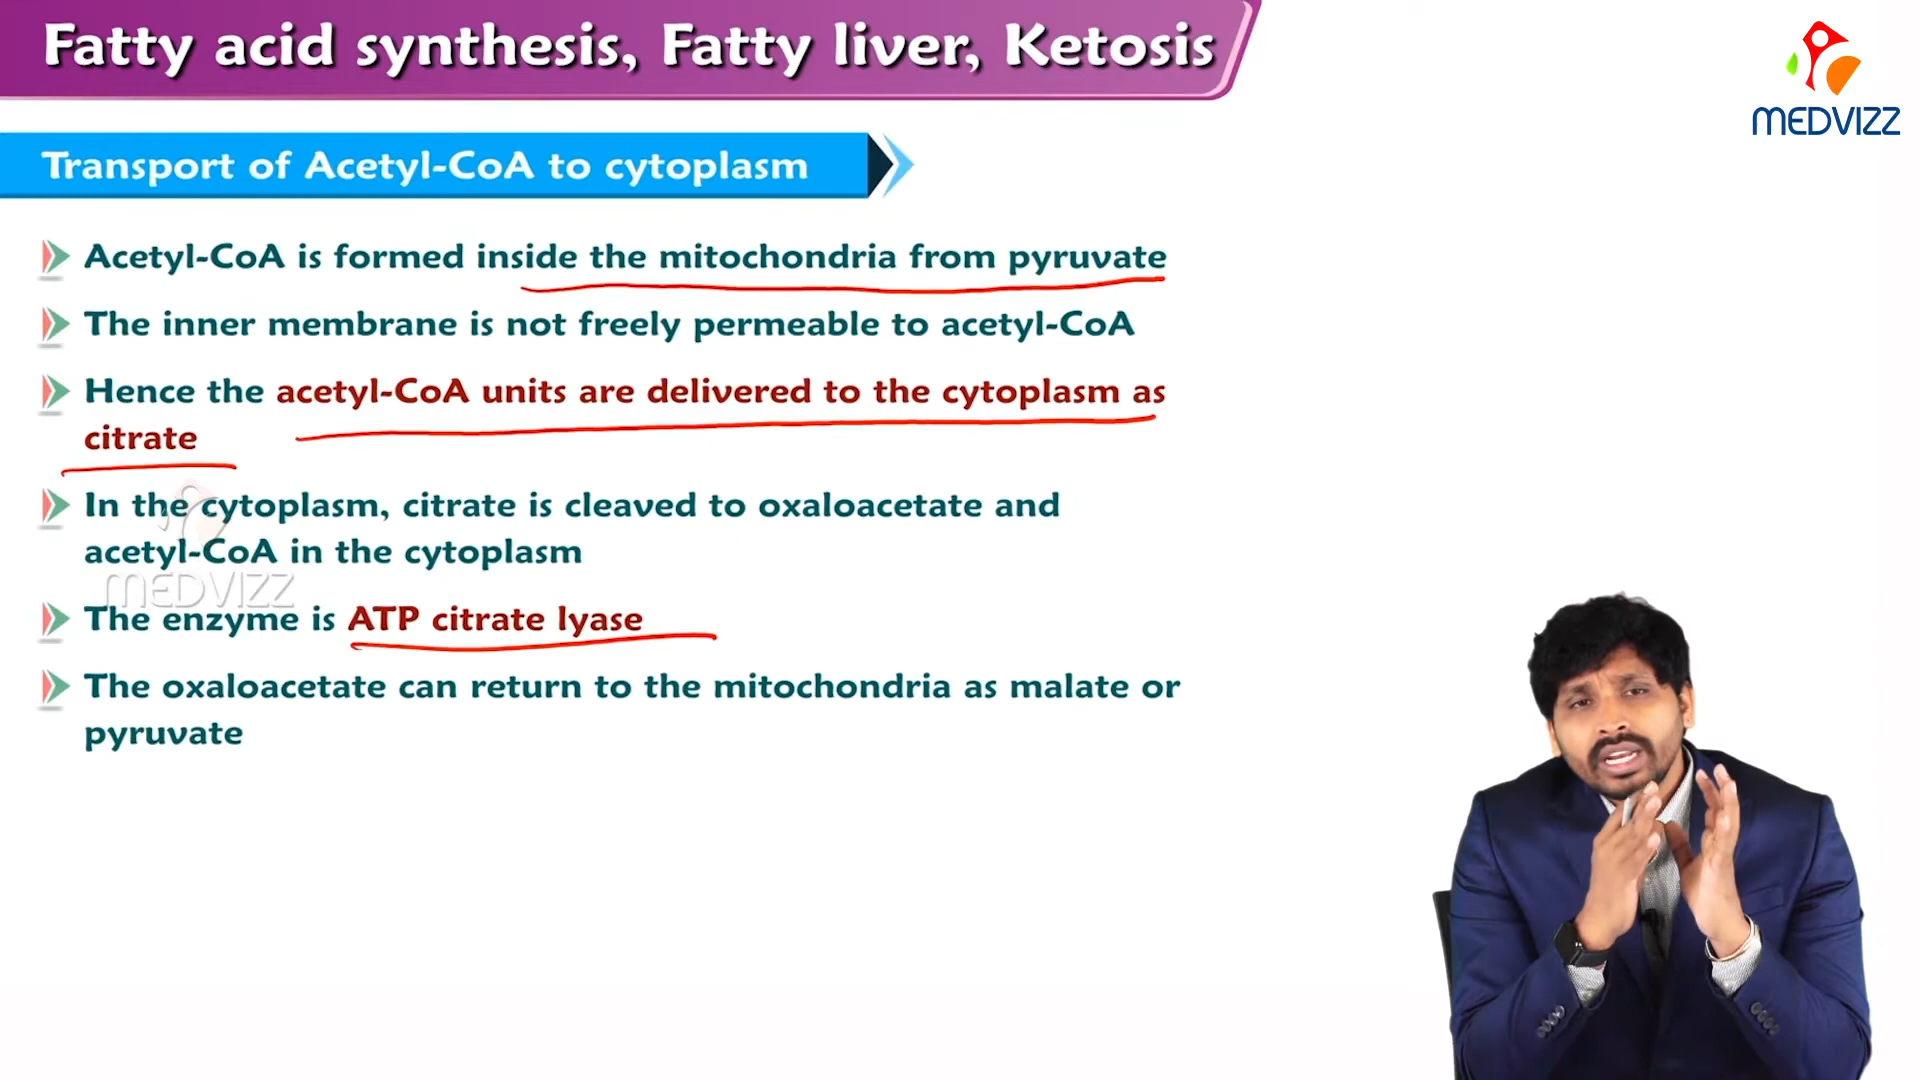 Fatty acid synthesis, Fatty liver, Ketosis
MEDVIZZ
Transport of Acetyl-CoA to cytoplasm
Acetyl-CoA is formed inside the mitochondria from pyruvate
The inner membrane is not freely permeable to acetyl-CoA
Hence the acetyl-CoA units are delivered to the cytoplasm as
citrate
In the cytoplasm, citrate is cleaved to oxaloacetate and
acetyl-CoA in the cytoplasm
MEDVIZZ
The enzyme is ATP citrate lyase
The oxaloacetate can return to the mitochondria as malate or
pyruvate